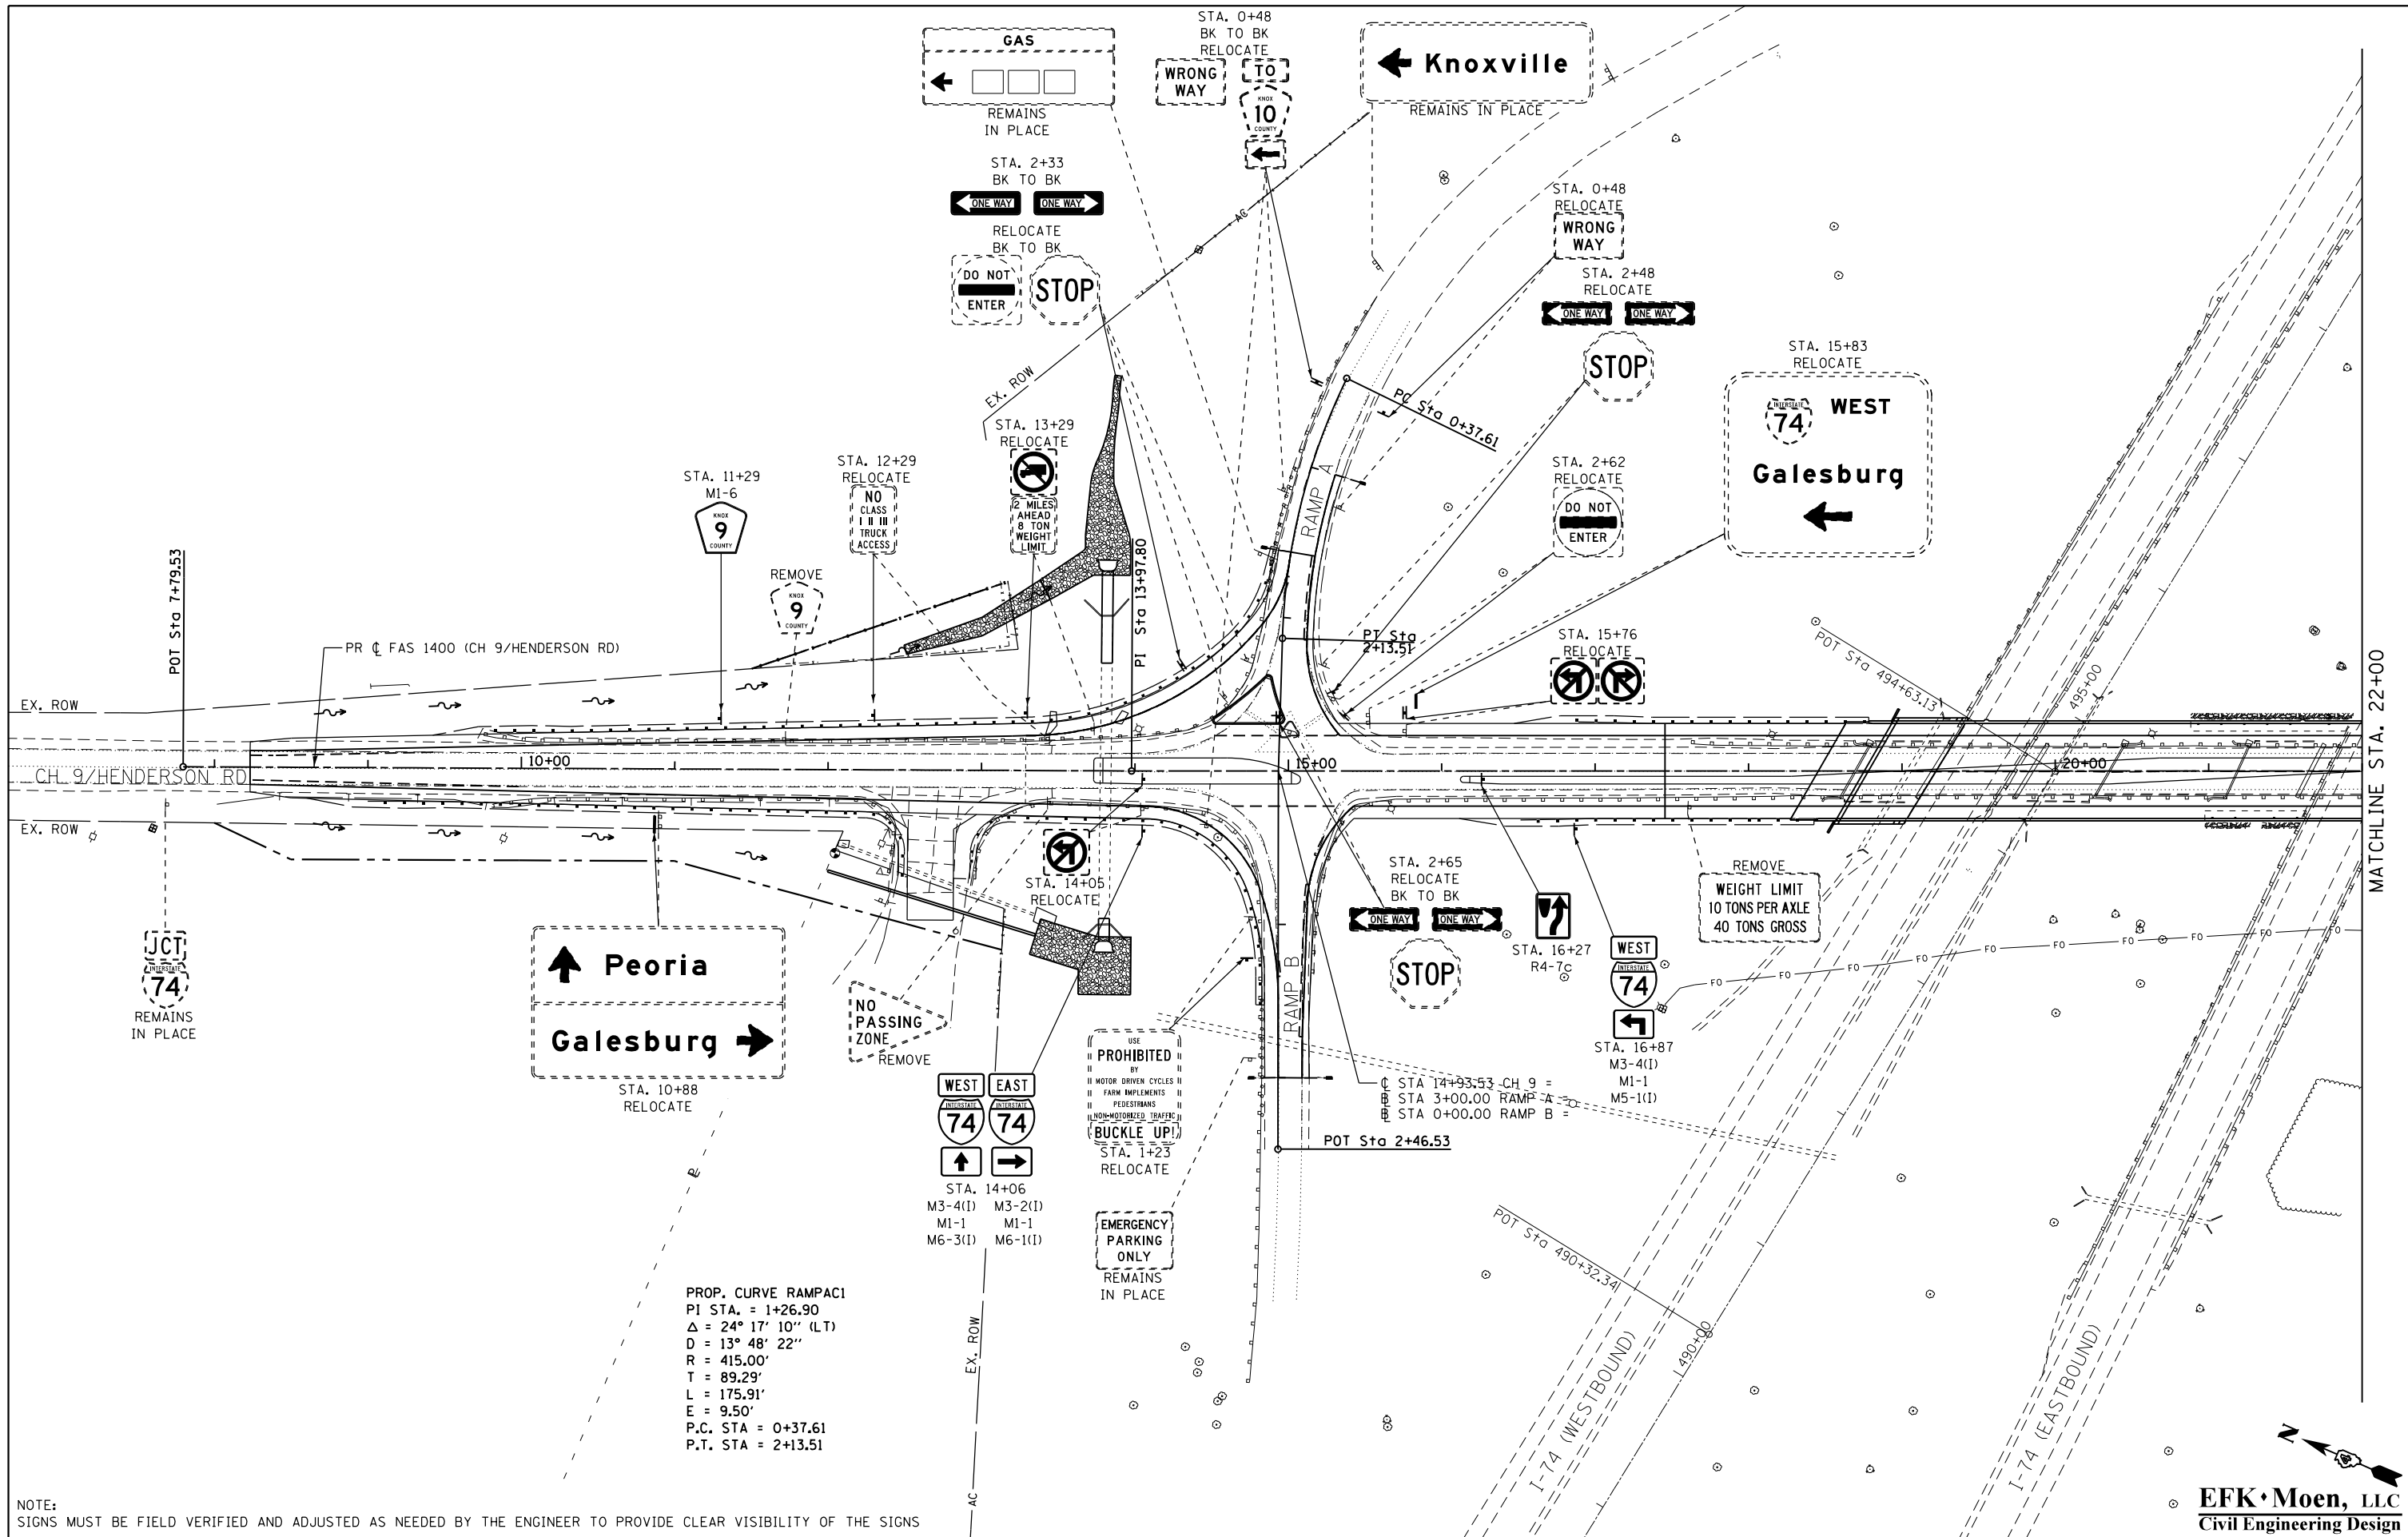 STA. 0+48
BK TO BK
RELOCATE
WRONG
WAY
TO
KNOX
10
COUNTY
GAS
REMAINS
IN PLACE
Knoxville
REMAINS IN PLACE
STA. 2+33
BK TO BK
ONE WAY
ONE WAY
RELOCATE
BK TO BK
DO NOT
ENTER
STOP
AC
EX. ROW
STA. 0+48
RELOCATE
WRONG
WAY
STA. 2+48
RELOCATE
ONE WAY
ONE WAY
STOP
STA. 15+83
RELOCATE
INTERSTATE
74
WEST
Galesburg
PC Sta 0+37.61
RAMP A
STA. 2+62
RELOCATE
DO NOT
ENTER
STA. 13+29
RELOCATE
2 MILES
AHEAD
8 TON
WEIGHT
LIMIT
STA. 12+29
RELOCATE
NO
CLASS
I II III
TRUCK
ACCESS
STA. 11+29
M1-6
KNOX
9
COUNTY
REMOVE
KNOX
9
COUNTY
POT Sta 7+79.53
PI Sta 13+97.80
PI Sta
2+13.51
STA. 15+76
RELOCATE
POT Sta 494+63.13
495+00
PR ℄ FAS 1400 (CH 9/HENDERSON RD)
EX. ROW
CH 9/HENDERSON RD
10+00
15+00
20+00
MATCHLINE STA. 22+00
EX. ROW
STA. 14+05
RELOCATE
STA. 2+65
RELOCATE
BK TO BK
ONE WAY
ONE WAY
STOP
STA. 16+27
R4-7c
WEST
INTERSTATE
74
STA. 16+87
M3-4(I)
M1-1
M5-1(I)
REMOVE
WEIGHT LIMIT
10 TONS PER AXLE
40 TONS GROSS
FO
FO
FO
FO
FO
FO
FO
FO
JCT
INTERSTATE
74
REMAINS
IN PLACE
Peoria
Galesburg
STA. 10+88
RELOCATE
NO
PASSING
ZONE
REMOVE
WEST
EAST
INTERSTATE
74
INTERSTATE
74
STA. 14+06
M3-4(I) M3-2(I)
M1-1 M1-1
M6-3(I) M6-1(I)
USE
PROHIBITED
BY
MOTOR DRIVEN CYCLES
FARM IMPLEMENTS
PEDESTRIANS
NON-MOTORIZED TRAFFIC
BUCKLE UP!
STA. 1+23
RELOCATE
RAMP B
℄ STA 14+93.53 CH 9 =
B STA 3+00.00 RAMP A =
B STA 0+00.00 RAMP B =
POT Sta 2+46.53
EMERGENCY
PARKING
ONLY
REMAINS
IN PLACE
POT Sta 490+32.34
490+00
I-74 (WESTBOUND)
I-74 (EASTBOUND)
PROP. CURVE RAMPAC1
PI STA. = 1+26.90
Δ = 24° 17' 10'' (LT)
D = 13° 48' 22''
R = 415.00'
T = 89.29'
L = 175.91'
E = 9.50'
P.C. STA = 0+37.61
P.T. STA = 2+13.51
EX. ROW
AC
N
NOTE:
SIGNS MUST BE FIELD VERIFIED AND ADJUSTED AS NEEDED BY THE ENGINEER TO PROVIDE CLEAR VISIBILITY OF THE SIGNS
EFK♦Moen, LLC
Civil Engineering Design